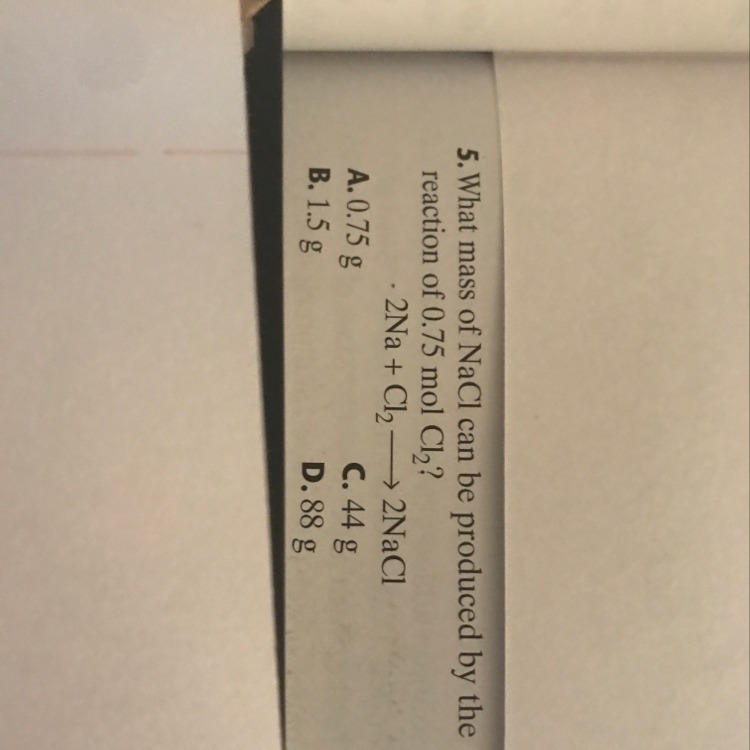 5. What mass of NaCl can be produced by the
reaction of 0.75 mol Cl₂?
2Na + Cl₂ ⟶ 2NaCl
A. 0.75 g C. 44 g
B. 1.5 g D. 88 g